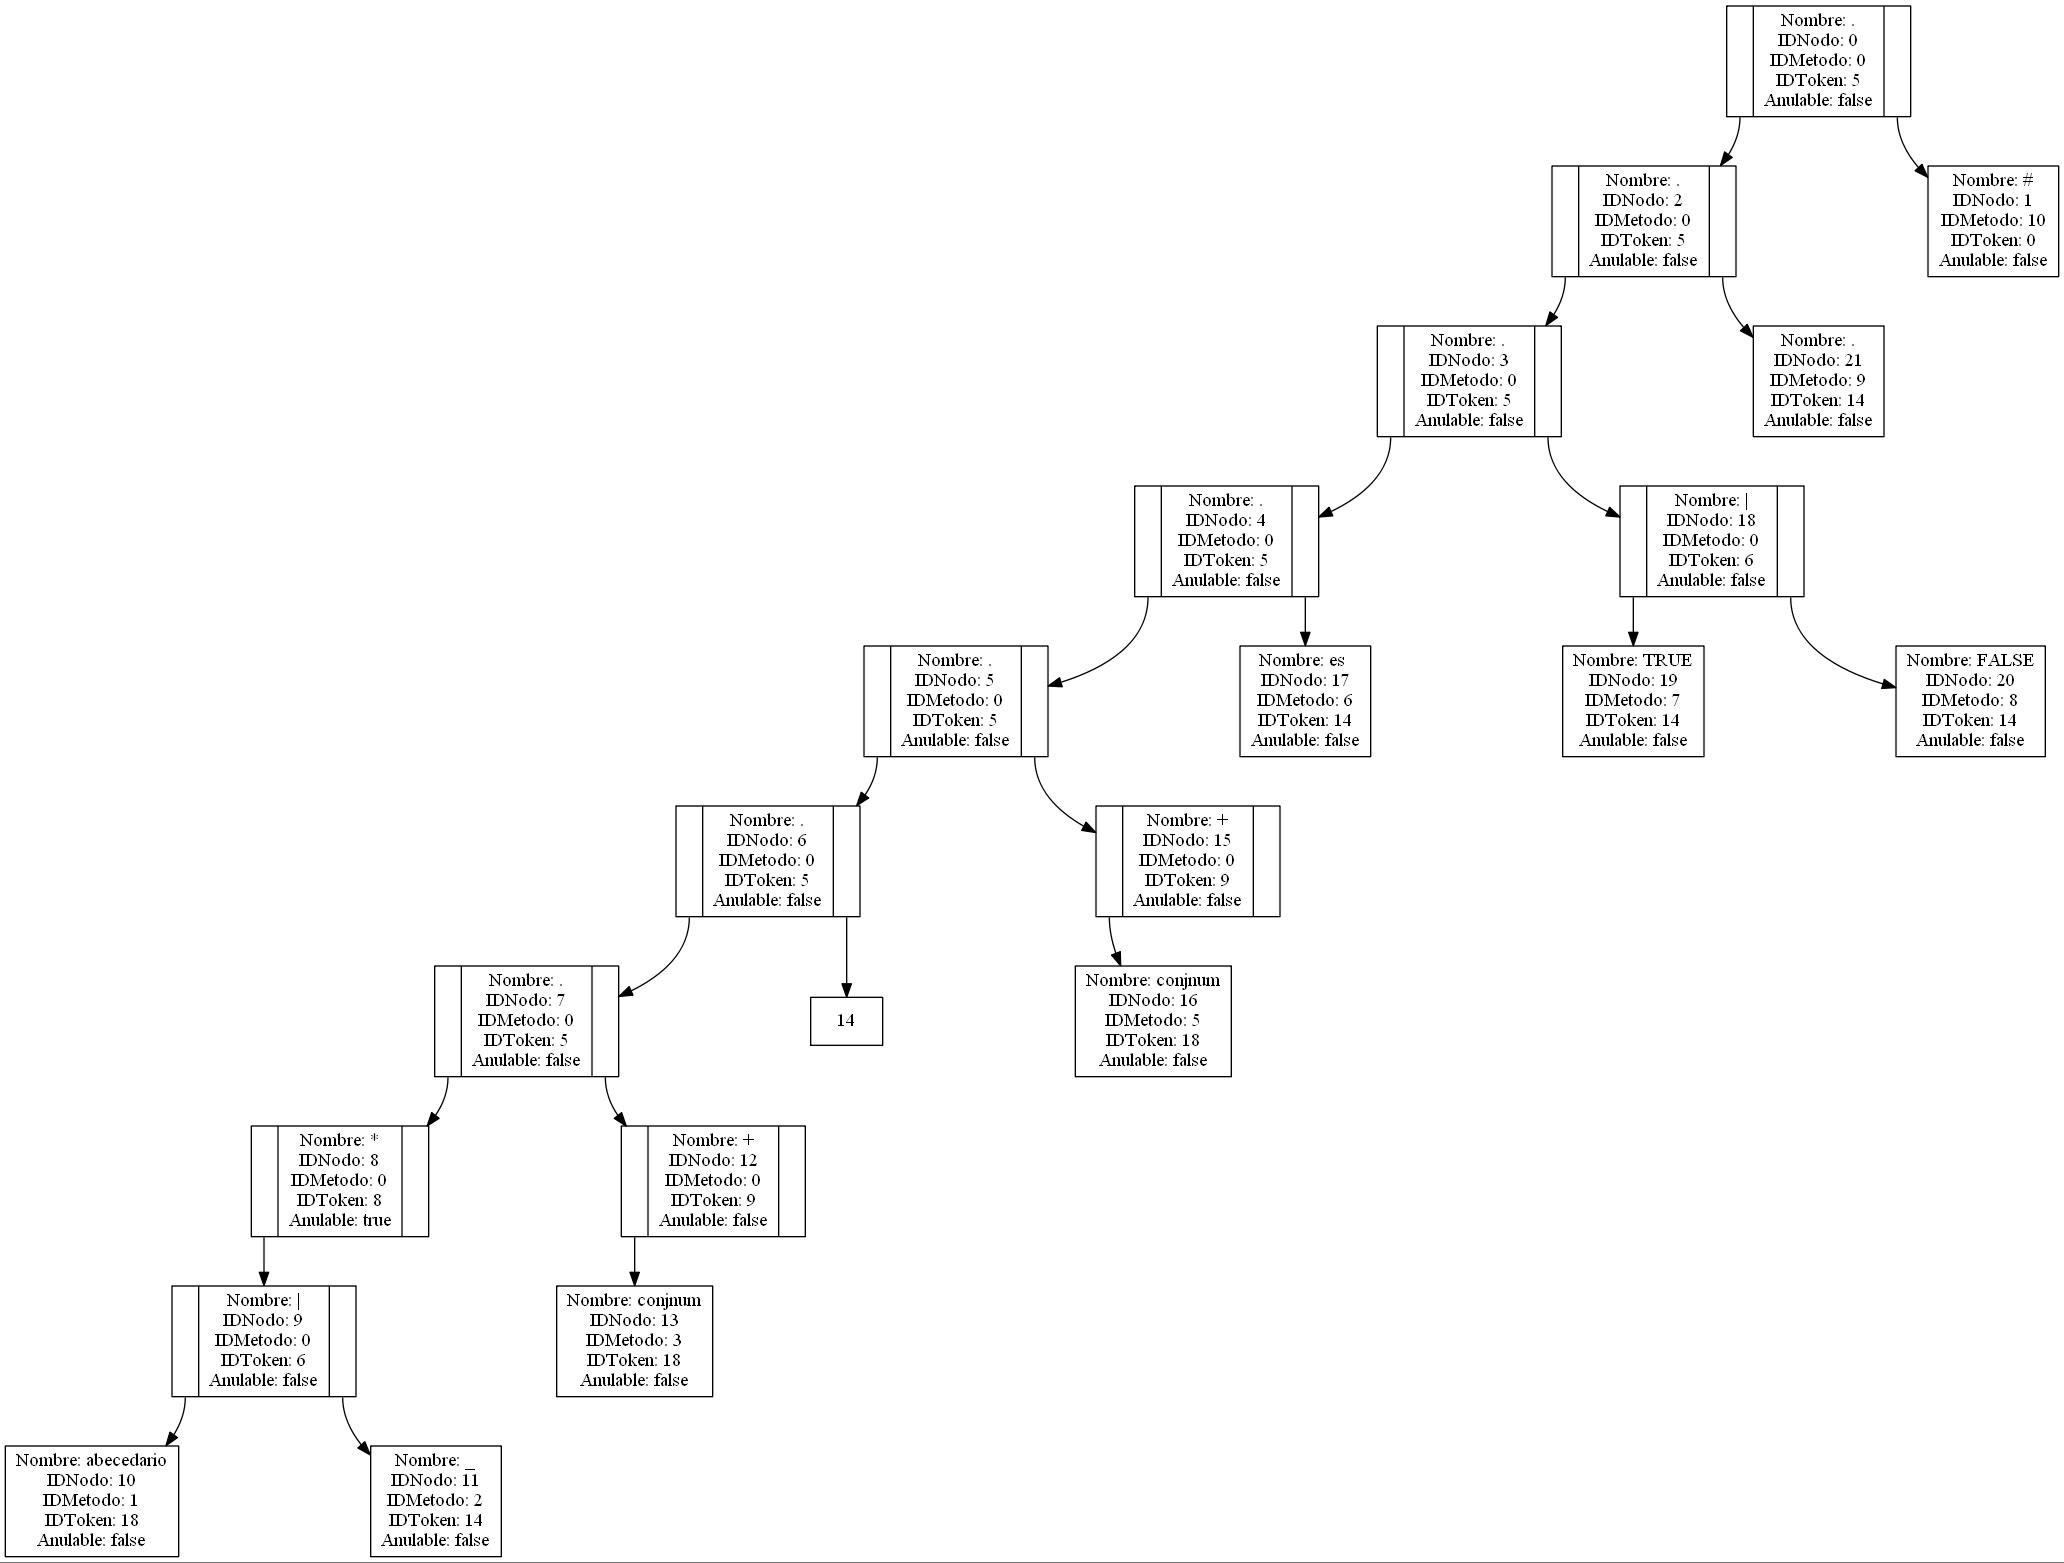 Nombre: .
IDNodo: 0
IDMetodo: 0
IDToken: 5
Anulable: false
Nombre: .
IDNodo: 2
IDMetodo: 0
IDToken: 5
Anulable: false
Nombre: #
IDNodo: 1
IDMetodo: 10
IDToken: 0
Anulable: false
Nombre: .
IDNodo: 3
IDMetodo: 0
IDToken: 5
Anulable: false
Nombre: .
IDNodo: 21
IDMetodo: 9
IDToken: 14
Anulable: false
Nombre: .
IDNodo: 4
IDMetodo: 0
IDToken: 5
Anulable: false
Nombre: |
IDNodo: 18
IDMetodo: 0
IDToken: 6
Anulable: false
Nombre: .
IDNodo: 5
IDMetodo: 0
IDToken: 5
Anulable: false
Nombre: es
IDNodo: 17
IDMetodo: 6
IDToken: 14
Anulable: false
Nombre: TRUE
IDNodo: 19
IDMetodo: 7
IDToken: 14
Anulable: false
Nombre: FALSE
IDNodo: 20
IDMetodo: 8
IDToken: 14
Anulable: false
Nombre: .
IDNodo: 6
IDMetodo: 0
IDToken: 5
Anulable: false
Nombre: +
IDNodo: 15
IDMetodo: 0
IDToken: 9
Anulable: false
Nombre: .
IDNodo: 7
IDMetodo: 0
IDToken: 5
Anulable: false
14
Nombre: conjnum
IDNodo: 16
IDMetodo: 5
IDToken: 18
Anulable: false
Nombre: *
IDNodo: 8
IDMetodo: 0
IDToken: 8
Anulable: true
Nombre: +
IDNodo: 12
IDMetodo: 0
IDToken: 9
Anulable: false
Nombre: |
IDNodo: 9
IDMetodo: 0
IDToken: 6
Anulable: false
Nombre: conjnum
IDNodo: 13
IDMetodo: 3
IDToken: 18
Anulable: false
Nombre: abecedario
IDNodo: 10
IDMetodo: 1
IDToken: 18
Anulable: false
Nombre: _
IDNodo: 11
IDMetodo: 2
IDToken: 14
Anulable: false